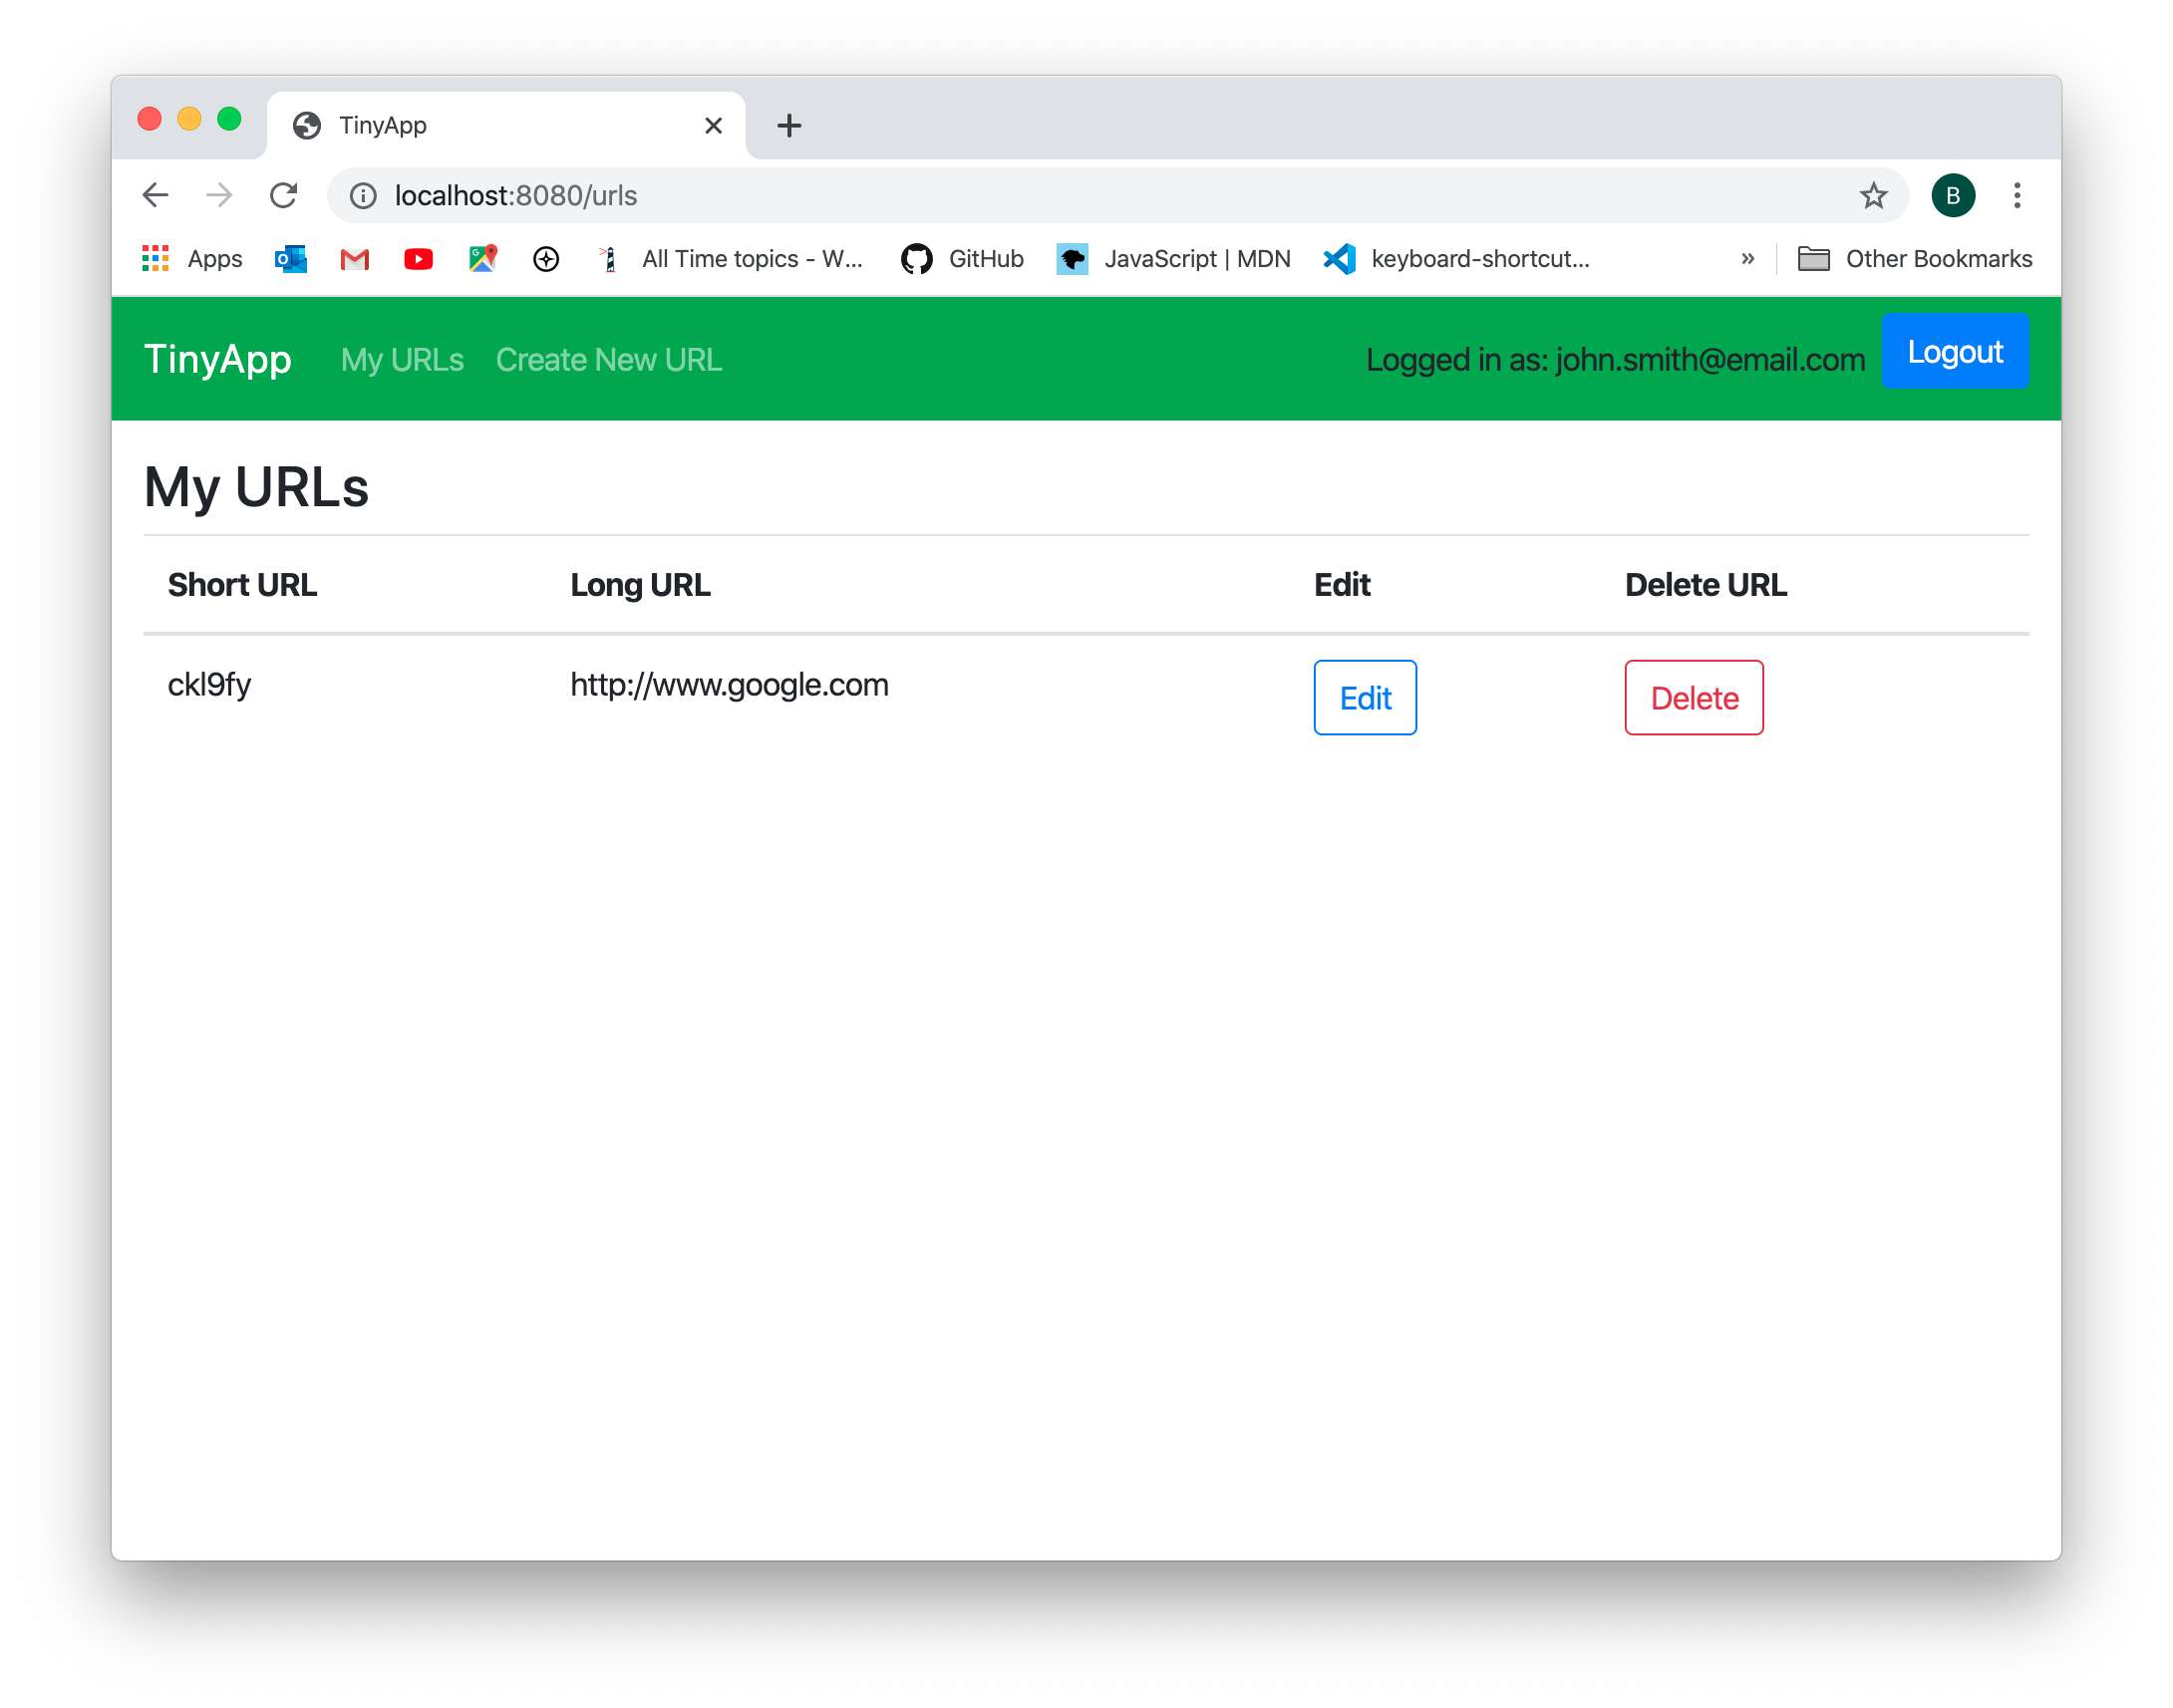 TinyApp
localhost:8080/urls
B
Apps
All Time topics - W...
GitHub
JavaScript | MDN
keyboard-shortcut...
»
Other Bookmarks
TinyApp
My URLs
Create New URL
Logged in as: john.smith@email.com
Logout
My URLs
Short URL Long URL Edit Delete URL
ckl9fy http://www.google.com Edit Delete